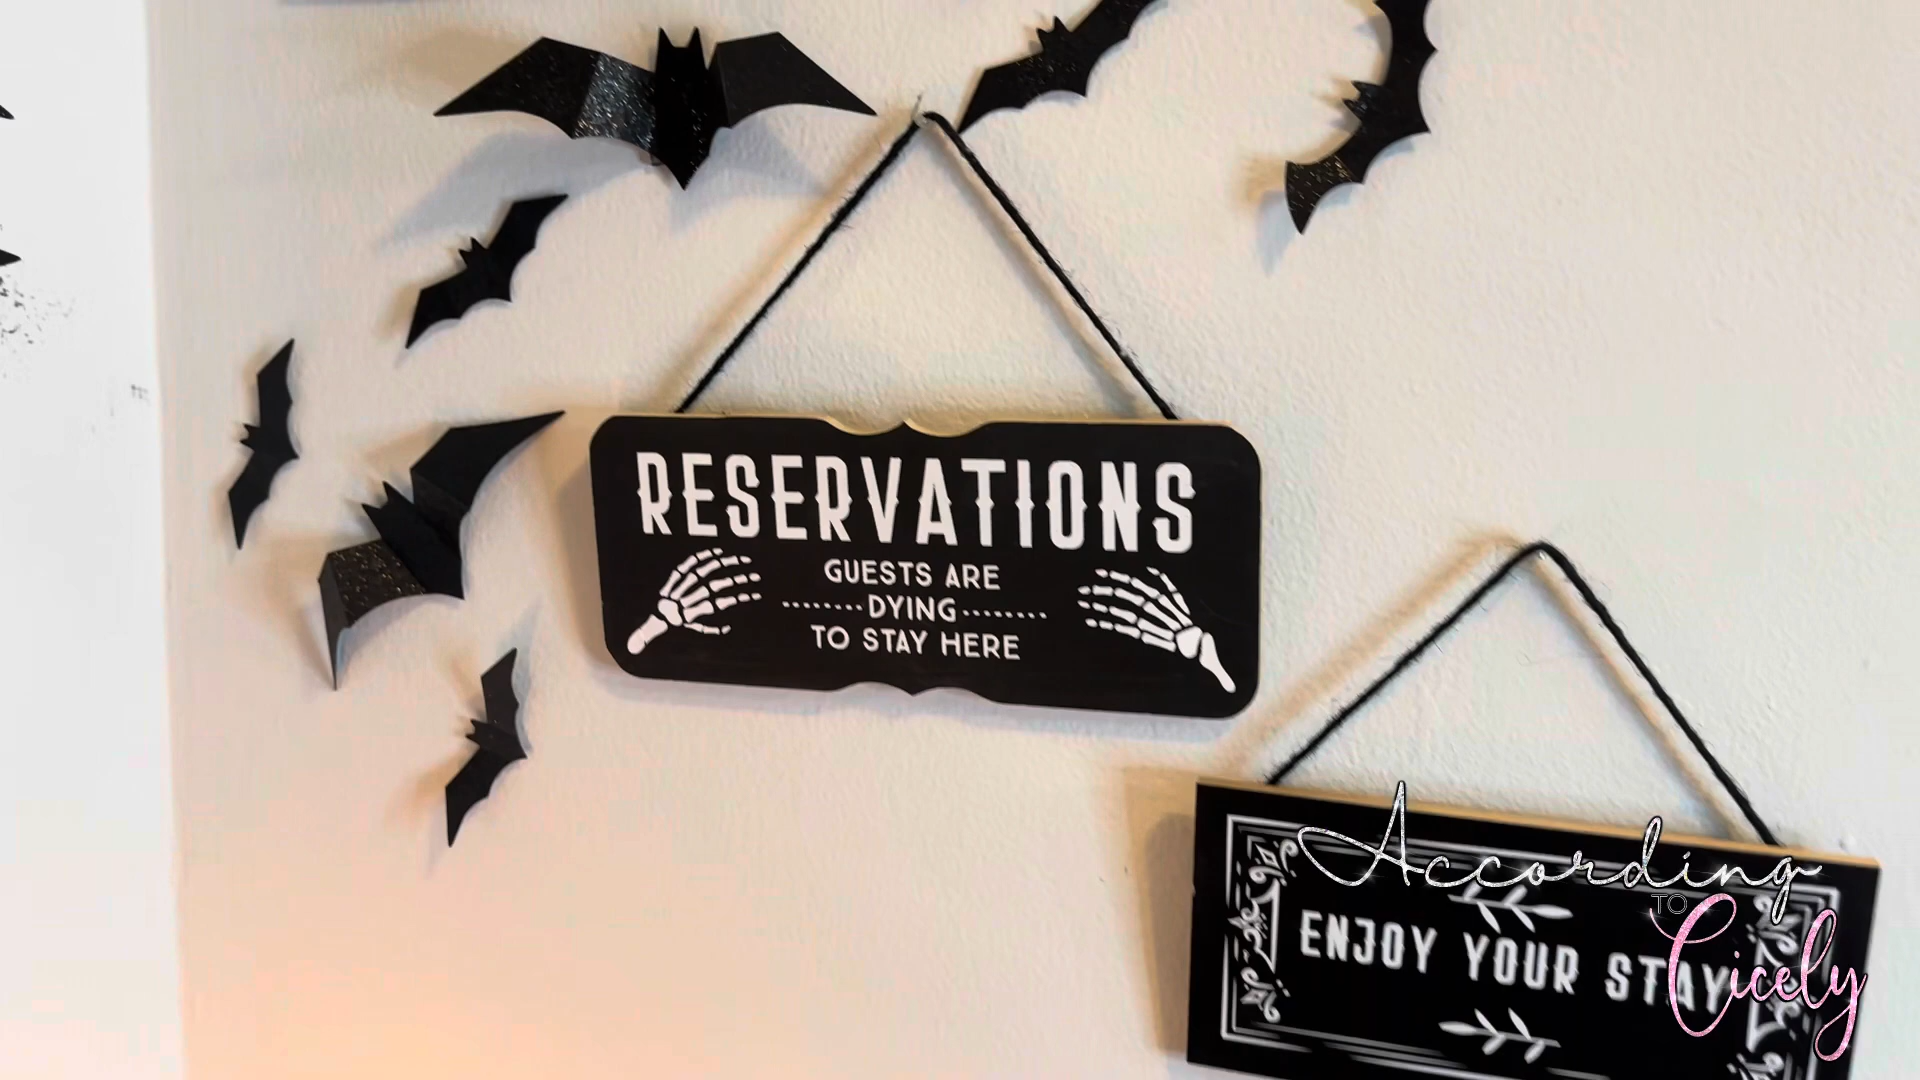 RESERVATIONS
GUESTS ARE
DYING
TO STAY HERE
ENJOY YOUR STAY
According
TO
Cicely